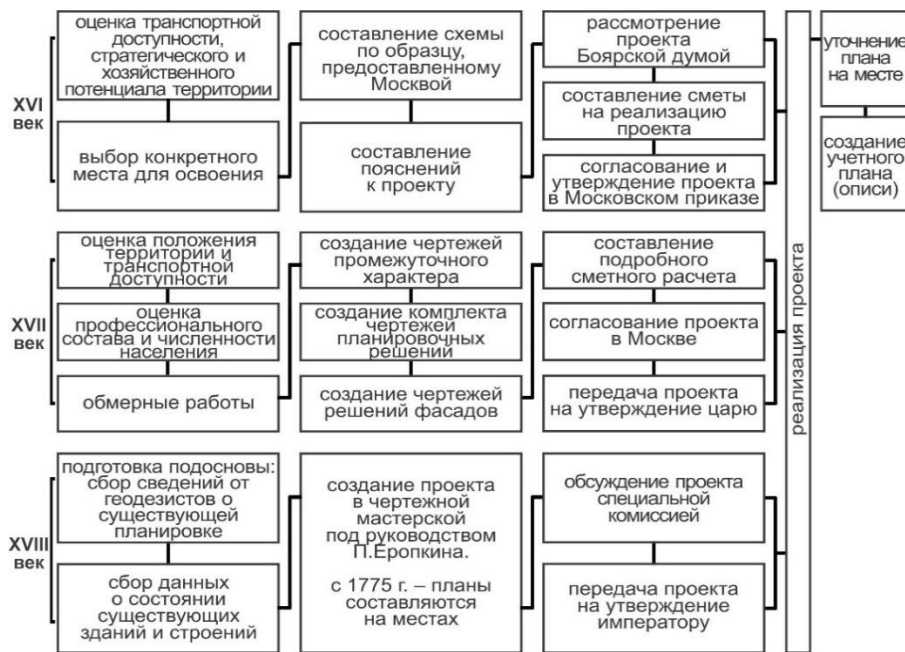 XVI
век
оценка транспортной
доступности,
стратегического и
хозяйственного
потенциала территории
выбор конкретного
места для освоения
составление схемы
по образцу,
предоставленному
Москвой
составление
пояснений
к проекту
рассмотрение
проекта
Боярской думой
составление сметы
на реализацию
проекта
согласование и
утверждение проекта
в Московском приказе
XVII
век
оценка положения
территории и
транспортной
доступности
оценка
профессионального
состава и численности
населения
обмерные работы
создание чертежей
промежуточного
характера
создание комплекта
чертежей
планировочных
решений
создание чертежей
решений фасадов
составление
подробного
сметного расчета
согласование проекта
в Москве
передача проекта
на утверждение царю
XVIII
век
подготовка подосновы:
сбор сведений от
геодезистов о
существующей
планировке
сбор данных
о состоянии
существующих
зданий и строений
создание проекта
в чертежной
мастерской
под руководством
П.Еропкина.
с 1775 г. – планы
составляются
на местах
обсуждение проекта
специальной
комиссией
передача проекта
на утверждение
императору
реализация проекта
уточнение
плана
на месте
создание
учетного
плана
(описи)